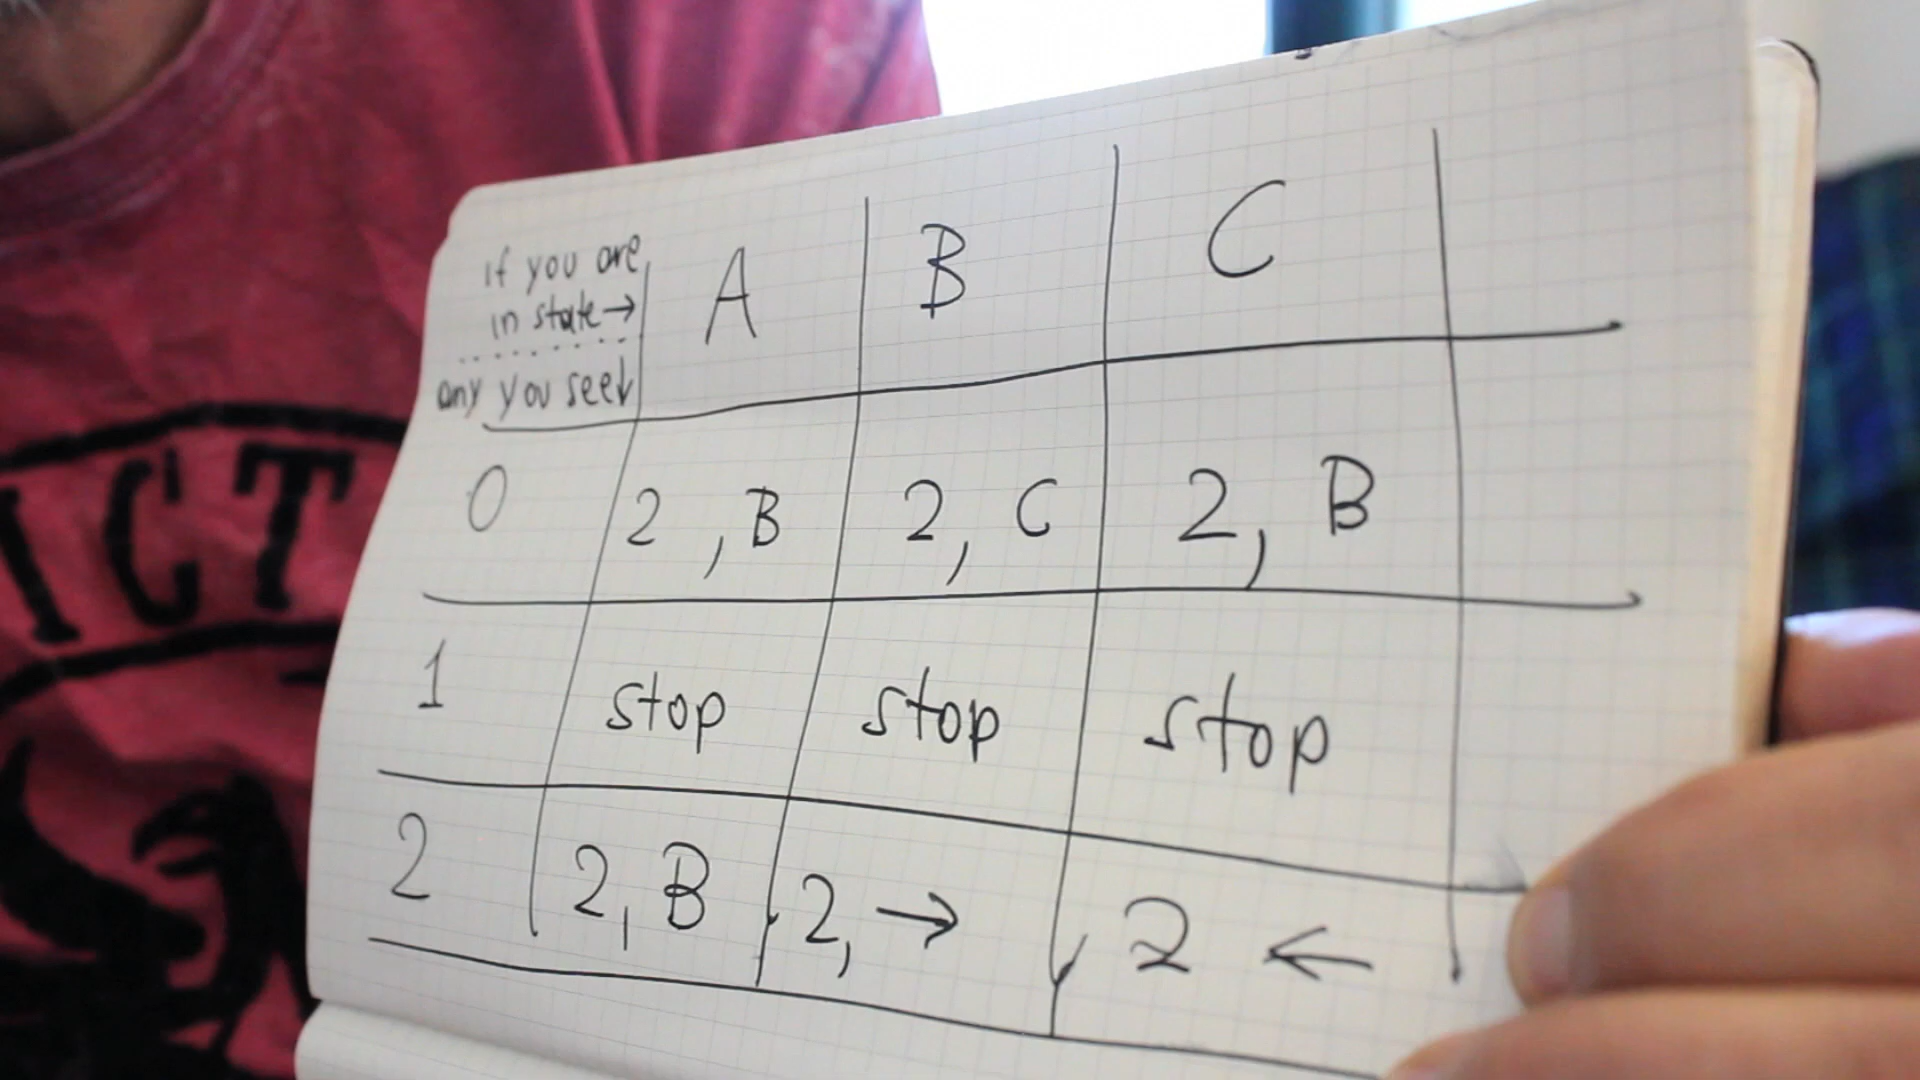 if you are
in state →
any you see ↓
A B C
0 2, B 2, C 2, B
1 stop stop stop
2 2, B 2, → 2 ←
ICT